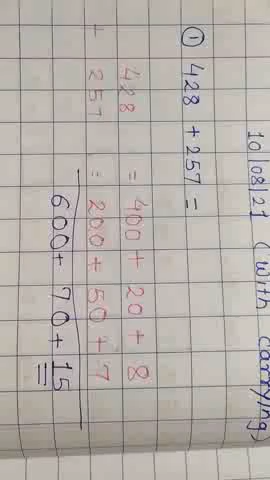 10/08/21 (With carrying)
① 428 + 257 =
428 = 400 + 20 + 8
+ 257 = 200 + 50 + 7
600 + 70 + 15